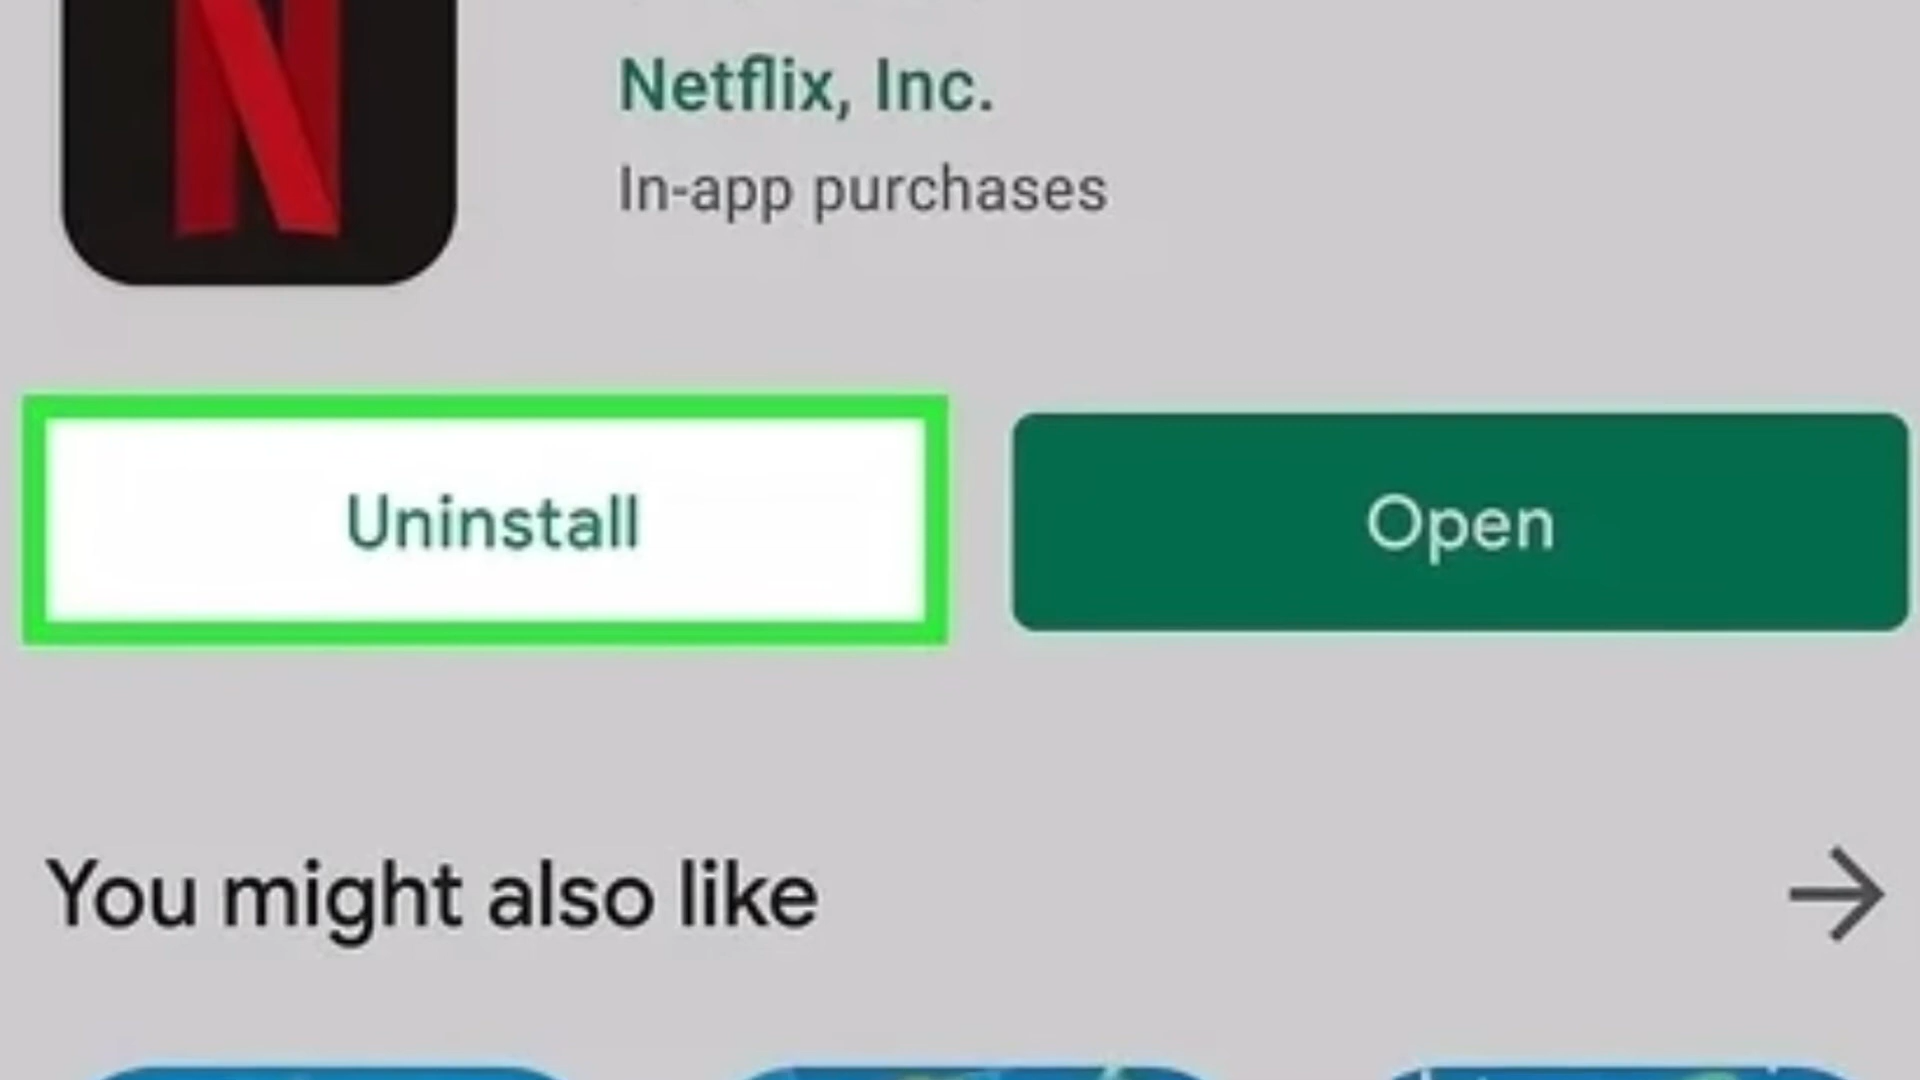 Netflix, Inc.
In-app purchases
Uninstall
Open
You might also like